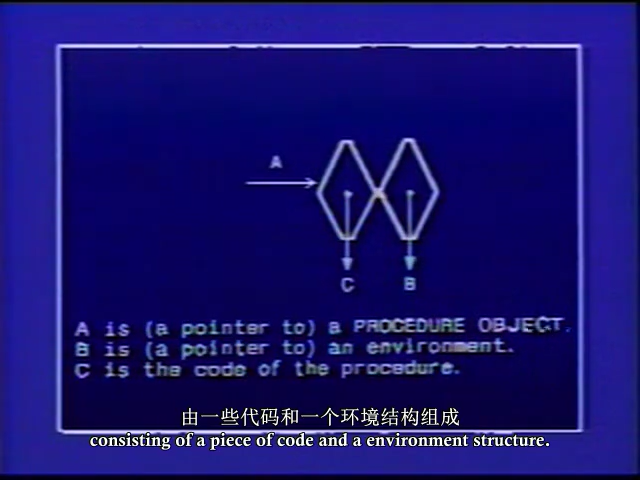 A
C
B
A is (a pointer to) a PROCEDURE OBJECT.
B is (a pointer to) an environment.
C is the code of the procedure.
由一些代码和一个环境结构组成
consisting of a piece of code and a environment structure.